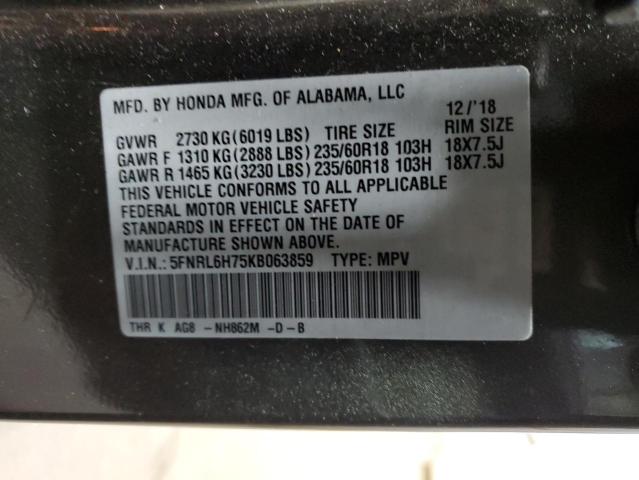 MFD. BY HONDA MFG. OF ALABAMA, LLC 12/'18
GVWR 2730 KG(6019 LBS) TIRE SIZE RIM SIZE
GAWR F 1310 KG(2888 LBS) 235/60R18 103H 18X7.5J
GAWR R 1465 KG(3230 LBS) 235/60R18 103H 18X7.5J
THIS VEHICLE CONFORMS TO ALL APPLICABLE
FEDERAL MOTOR VEHICLE SAFETY
STANDARDS IN EFFECT ON THE DATE OF
MANUFACTURE SHOWN ABOVE.
V.I.N.: 5FNRL6H75KB063859 TYPE: MPV
THR K AG8 -NH862M -D-B